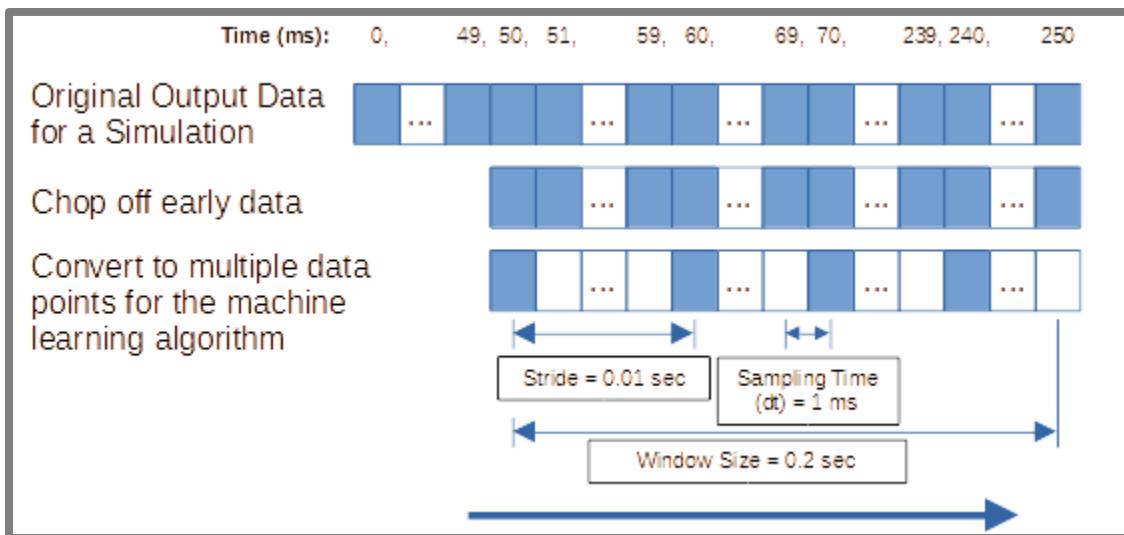 Time (ms): 0, 49, 50, 51, 59, 60, 69, 70, 239, 240, 250
Original Output Data
for a Simulation
... ... ... ... ...
Chop off early data
... ... ... ...
Convert to multiple data
points for the machine
learning algorithm
... ... ... ...
Stride = 0.01 sec
Sampling Time
(dt) = 1 ms
Window Size = 0.2 sec